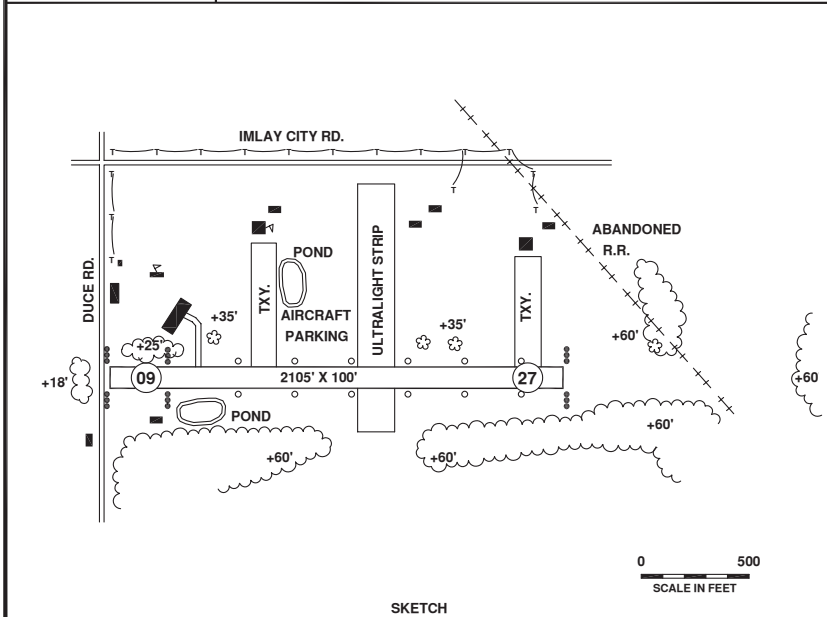 IMLAY CITY RD.
T T T T T T T T T T
T T
T T
T
T
ABANDONED
R.R.
POND
DUCE RD.
TXY.
ULTRALIGHT STRIP
TXY.
AIRCRAFT
PARKING
+35'
+35'
+60'
+25'
+18'
09
2105' X 100'
27
+60
POND
+60'
+60'
+60'
0 500
SCALE IN FEET
SKETCH